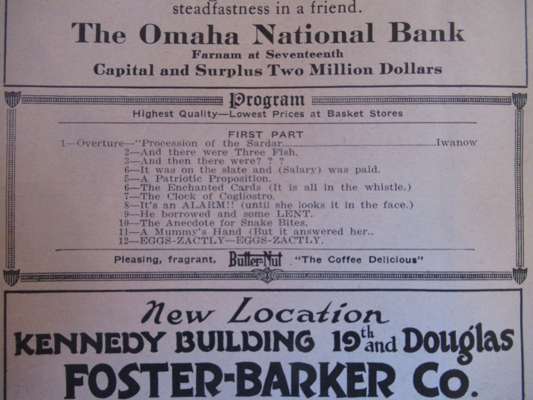 steadfastness in a friend.
The Omaha National Bank
Farnam at Seventeenth
Capital and Surplus Two Million Dollars
Program
Highest Quality—Lowest Prices at Basket Stores
FIRST PART
1—Overture—"Procession of the Sardar......Iwanow
2—And there were Three Fish.
3—And then there were? ? ?
6—It was on the slate and (Salary) was paid.
5—A Patriotic Proposition.
6—The Enchanted Cards (It is all in the whistle.)
7—The Clock of Cogliostro.
8—It's an ALARM!! (until she looks it in the face.)
9—He borrowed and some LENT.
10—The Anecdote for Snake Bites.
11—A Mummy's Hand (But it answered her..
12—EGGS-ZACTLY—EGGS-ZACTLY.
Pleasing, fragrant, Butter-Nut "The Coffee Delicious"
New Location
KENNEDY BUILDING 19th and Douglas
FOSTER-BARKER CO.